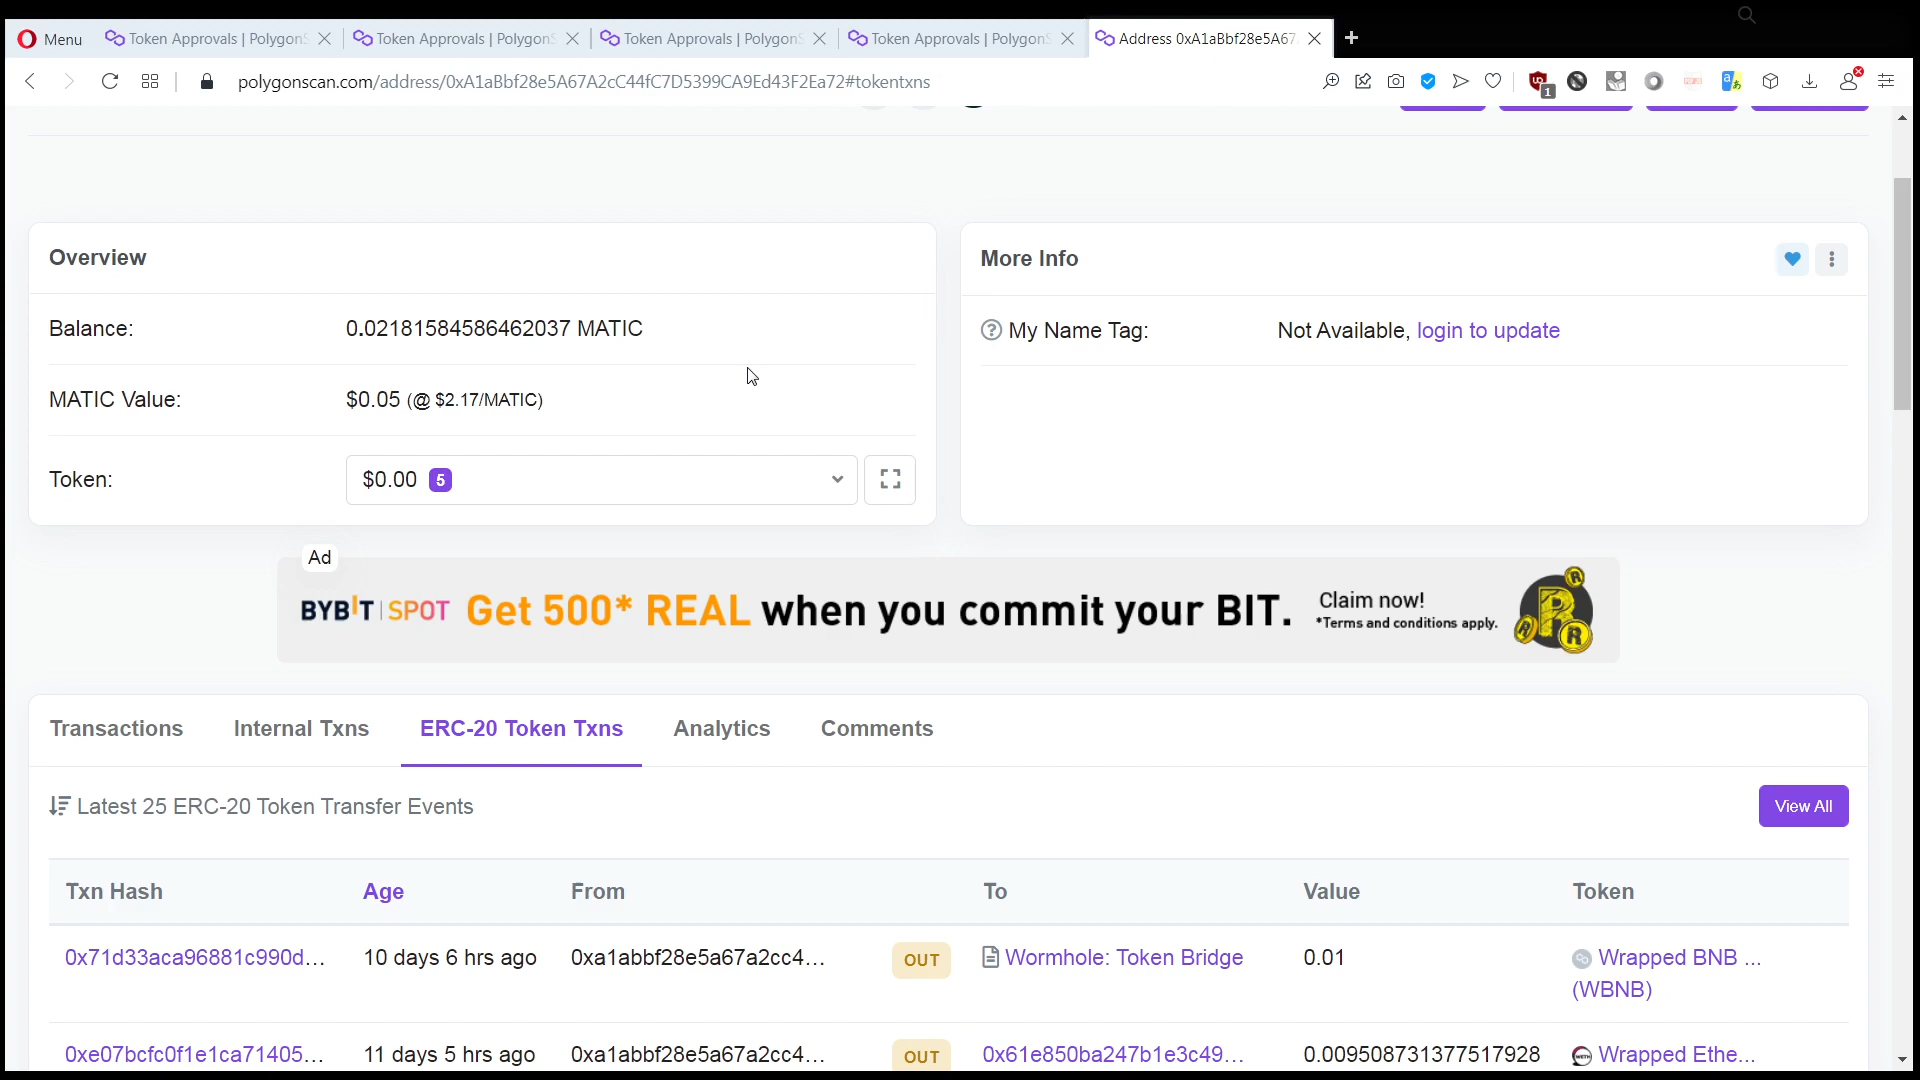 Menu
Token Approvals | PolygonS
Token Approvals | PolygonS
Token Approvals | PolygonS
Token Approvals | PolygonS
Address 0xA1aBbf28e5A67
polygonscan.com/address/0xA1aBbf28e5A67A2cC44fC7D5399CA9Ed43F2Ea72#tokentxns
1
Overview
Balance: 0.02181584586462037 MATIC
MATIC Value: $0.05 (@ $2.17/MATIC)
Token: $0.00 5
More Info
My Name Tag: Not Available, login to update
Ad
BYBIT | SPOT Get 500* REAL when you commit your BIT. Claim now!
*Terms and conditions apply.
Transactions Internal Txns ERC-20 Token Txns Analytics Comments
Latest 25 ERC-20 Token Transfer Events View All
Txn Hash Age From To Value Token
0x71d33aca96881c990d... 10 days 6 hrs ago 0xa1abbf28e5a67a2cc4... OUT Wormhole: Token Bridge 0.01 Wrapped BNB ...
(WBNB)
0xe07bcfc0f1e1ca71405... 11 days 5 hrs ago 0xa1abbf28e5a67a2cc4... OUT 0x61e850ba247b1e3c49... 0.009508731377517928 Wrapped Ethe...